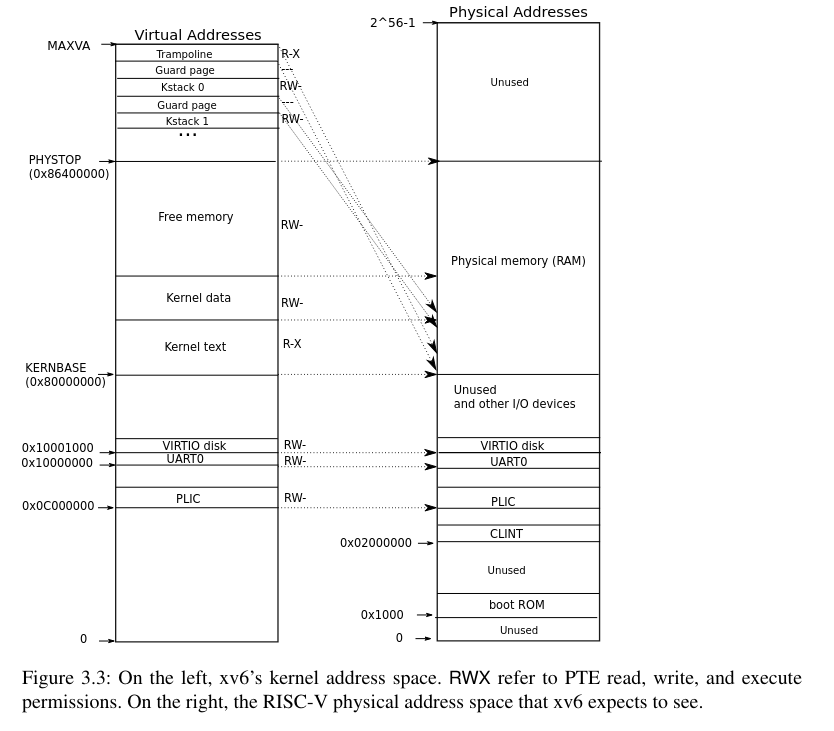 Physical Addresses
2^56-1
Virtual Addresses
MAXVA
Trampoline
R-X
Guard page
---
Unused
Kstack 0
RW-
Guard page
---
Kstack 1
RW-
...
PHYSTOP
(0x86400000)
Free memory
RW-
Physical memory (RAM)
Kernel data
RW-
Kernel text
R-X
KERNBASE
(0x80000000)
Unused
and other I/O devices
0x10001000
VIRTIO disk
RW-
VIRTIO disk
0x10000000
UART0
RW-
UART0
0x0C000000
PLIC
RW-
PLIC
CLINT
0x02000000
Unused
boot ROM
0x1000
Unused
0
0
Figure 3.3: On the left, xv6's kernel address space. RWX refer to PTE read, write, and execute
permissions. On the right, the RISC-V physical address space that xv6 expects to see.